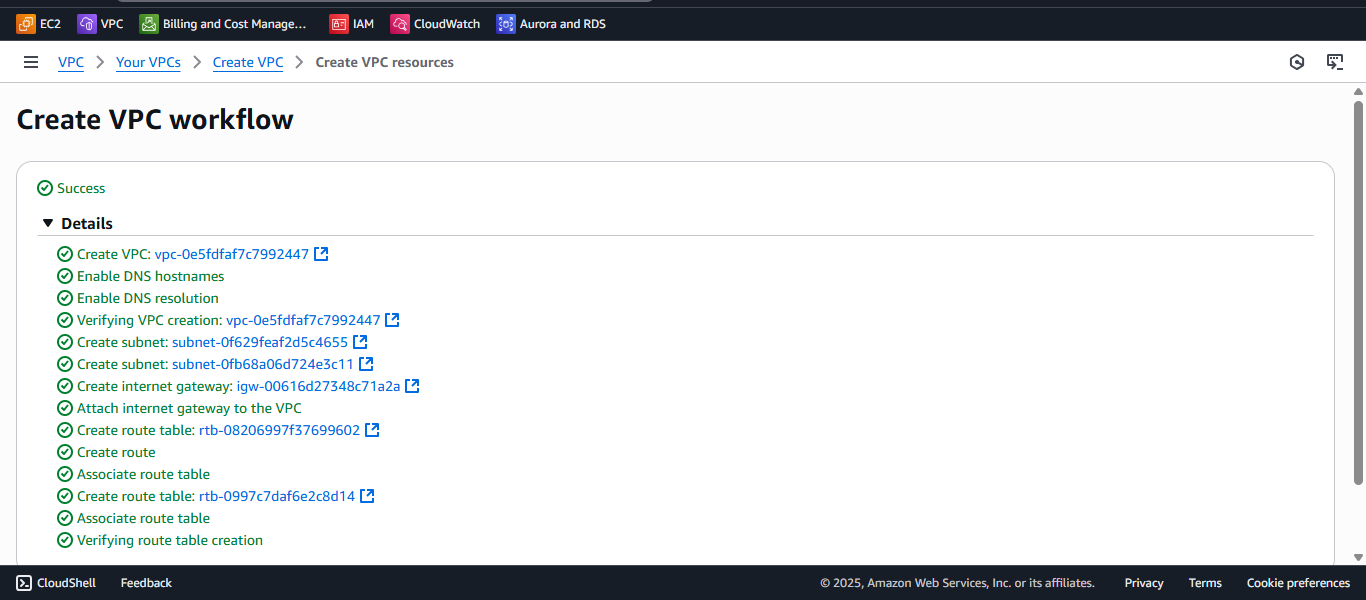 EC2 VPC Billing and Cost Manage... IAM CloudWatch Aurora and RDS
VPC > Your VPCs > Create VPC > Create VPC resources
Create VPC workflow
Success
Details
Create VPC: vpc-0e5fdfaf7c7992447
Enable DNS hostnames
Enable DNS resolution
Verifying VPC creation: vpc-0e5fdfaf7c7992447
Create subnet: subnet-0f629feaf2d5c4655
Create subnet: subnet-0fb68a06d724e3c11
Create internet gateway: igw-00616d27348c71a2a
Attach internet gateway to the VPC
Create route table: rtb-08206997f37699602
Create route
Associate route table
Create route table: rtb-0997c7daf6e2c8d14
Associate route table
Verifying route table creation
CloudShell Feedback © 2025, Amazon Web Services, Inc. or its affiliates. Privacy Terms Cookie preferences